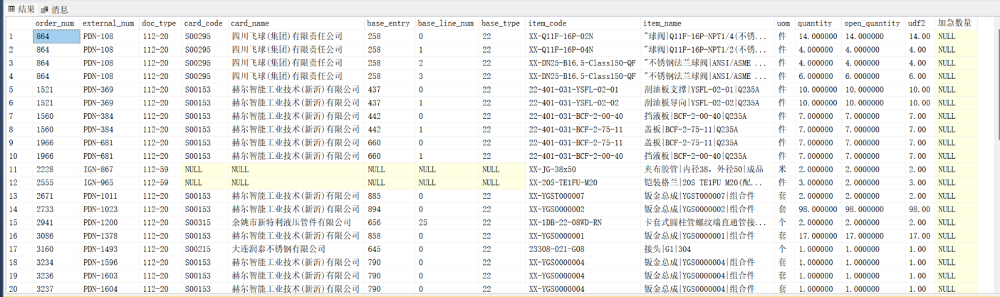 结果 消息
order_num external_num doc_type card_code card_name base_entry base_line_num base_type item_code item_name uom quantity open_quantity udf2 加急数量
1 864 PDN-108 112-20 S00295 四川飞球(集团)有限责任公司 258 0 22 XX-Q11F-16P-02N "球阀|Q11F-16P-NPT1/4(不锈... 件 14.000000 14.000000 14.00 NULL
2 864 PDN-108 112-20 S00295 四川飞球(集团)有限责任公司 258 1 22 XX-Q11F-16P-04N "球阀|Q11F-16P-NPT1/2(不锈... 件 4.000000 4.000000 4.00 NULL
3 864 PDN-108 112-20 S00295 四川飞球(集团)有限责任公司 258 2 22 XX-DN25-B16.5-Class150-QF "不锈钢法兰球阀|ANSI/ASME ... 件 4.000000 4.000000 4.00 NULL
4 864 PDN-108 112-20 S00295 四川飞球(集团)有限责任公司 258 3 22 XX-DN25-B16.5-Class150-QF "不锈钢法兰球阀|ANSI/ASME ... 件 6.000000 6.000000 6.00 NULL
5 1521 PDN-369 112-20 S00153 赫尔智能工业技术(新沂)有限公司 437 0 22 22-401-031-YSFL-02-01 刮油板支撑|YSFL-02-01|Q235A 件 10.000000 10.000000 10.00 NULL
6 1521 PDN-369 112-20 S00153 赫尔智能工业技术(新沂)有限公司 437 1 22 22-401-031-YSFL-02-02 刮油板导向|YSFL-02-02|Q235A 件 10.000000 10.000000 10.00 NULL
7 1560 PDN-384 112-20 S00153 赫尔智能工业技术(新沂)有限公司 442 0 22 22-401-031-BCF-2-00-40 挡液板|BCF-2-00-40|Q235A 件 7.000000 7.000000 7.00 NULL
8 1560 PDN-384 112-20 S00153 赫尔智能工业技术(新沂)有限公司 442 1 22 22-401-031-BCF-2-75-11 盖板|BCF-2-75-11|Q235A 件 7.000000 7.000000 7.00 NULL
9 1966 PDN-681 112-20 S00153 赫尔智能工业技术(新沂)有限公司 660 0 22 22-401-031-BCF-2-75-11 盖板|BCF-2-75-11|Q235A 件 7.000000 7.000000 7.00 NULL
10 1966 PDN-681 112-20 S00153 赫尔智能工业技术(新沂)有限公司 660 1 22 22-401-031-BCF-2-00-40 挡液板|BCF-2-00-40|Q235A 件 7.000000 7.000000 7.00 NULL
11 2228 IGN-867 112-59 NULL NULL NULL NULL NULL XX-JG-38x50 夹布胶管|内径38，外径50|成品 米 2.000000 2.000000 2.00 NULL
12 2555 IGN-965 112-59 NULL NULL NULL NULL NULL XX-20S-TE1FU-M20 铠装格兰|20S TE1FU M20(配... 件 3.000000 2.000000 3.00 NULL
13 2671 PDN-1011 112-20 S00153 赫尔智能工业技术(新沂)有限公司 885 0 22 XX-YGST000007 钣金总成|YGST000007|组合件 套 2.000000 2.000000 2.00 NULL
14 2733 PDN-1023 112-20 S00153 赫尔智能工业技术(新沂)有限公司 894 0 22 XX-YGS0000002 钣金总成|YGS0000002|组合件 套 98.000000 98.000000 98.00 NULL
15 2941 PDN-1200 112-20 S00315 余姚市新特利液压管件有限公司 656 25 22 XX-1DB-22-08WD-RN 卡套式圆柱管螺纹端直通管接... 个 2.000000 2.000000 2.00 NULL
16 3086 PDN-1378 112-20 S00153 赫尔智能工业技术(新沂)有限公司 858 0 22 XX-YGS0000001 钣金总成|YGS0000001|组合件 套 17.000000 17.000000 17.00 NULL
17 3160 PDN-1493 112-20 S00215 大连润泰不锈钢有限公司 645 0 22 23308-021-G08 接头|G1|304 个 1.000000 1.000000 1.00 NULL
18 3234 PDN-1596 112-20 S00153 赫尔智能工业技术(新沂)有限公司 790 0 22 XX-YGS0000004 钣金总成|YGS0000004|组合件 套 1.000000 1.000000 1.00 NULL
19 3236 PDN-1603 112-20 S00153 赫尔智能工业技术(新沂)有限公司 790 0 22 XX-YGS0000004 钣金总成|YGS0000004|组合件 套 1.000000 1.000000 1.00 NULL
20 3237 PDN-1604 112-20 S00153 赫尔智能工业技术(新沂)有限公司 790 0 22 XX-YGS0000004 钣金总成|YGS0000004|组合件 套 1.000000 1.000000 1.00 NULL